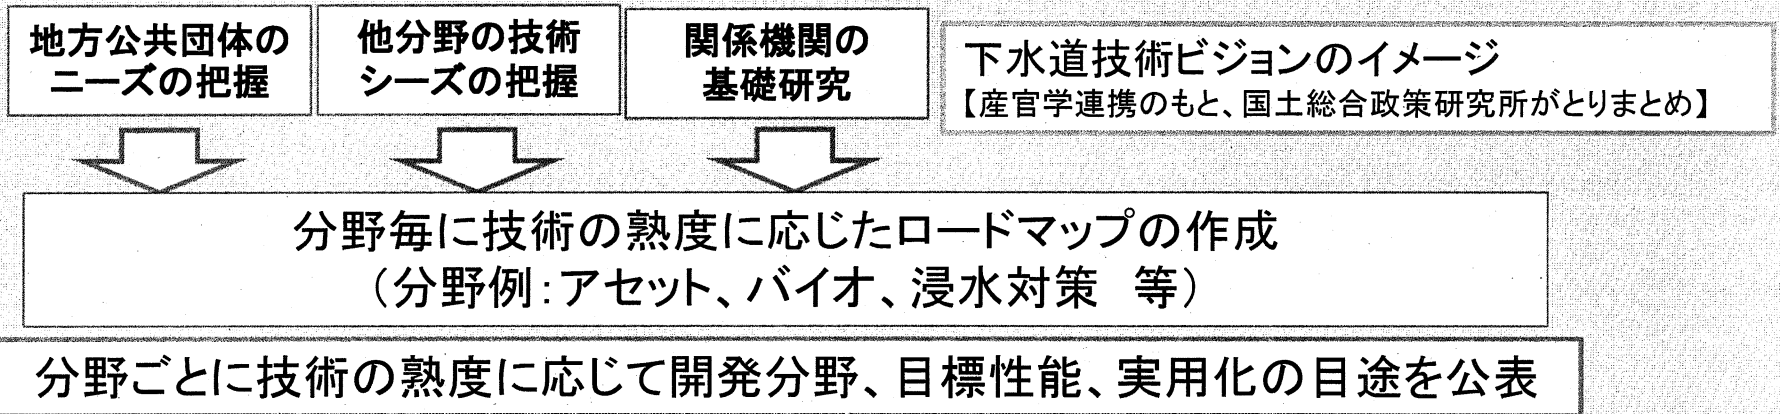 地方公共団体の
ニーズの把握
他分野の技術
シーズの把握
関係機関の
基礎研究
下水道技術ビジョンのイメージ
【産官学連携のもと、国土総合政策研究所がとりまとめ】
分野毎に技術の熟度に応じたロードマップの作成
（分野例：アセット、バイオ、浸水対策　等）
分野ごとに技術の熟度に応じて開発分野、目標性能、実用化の目途を公表